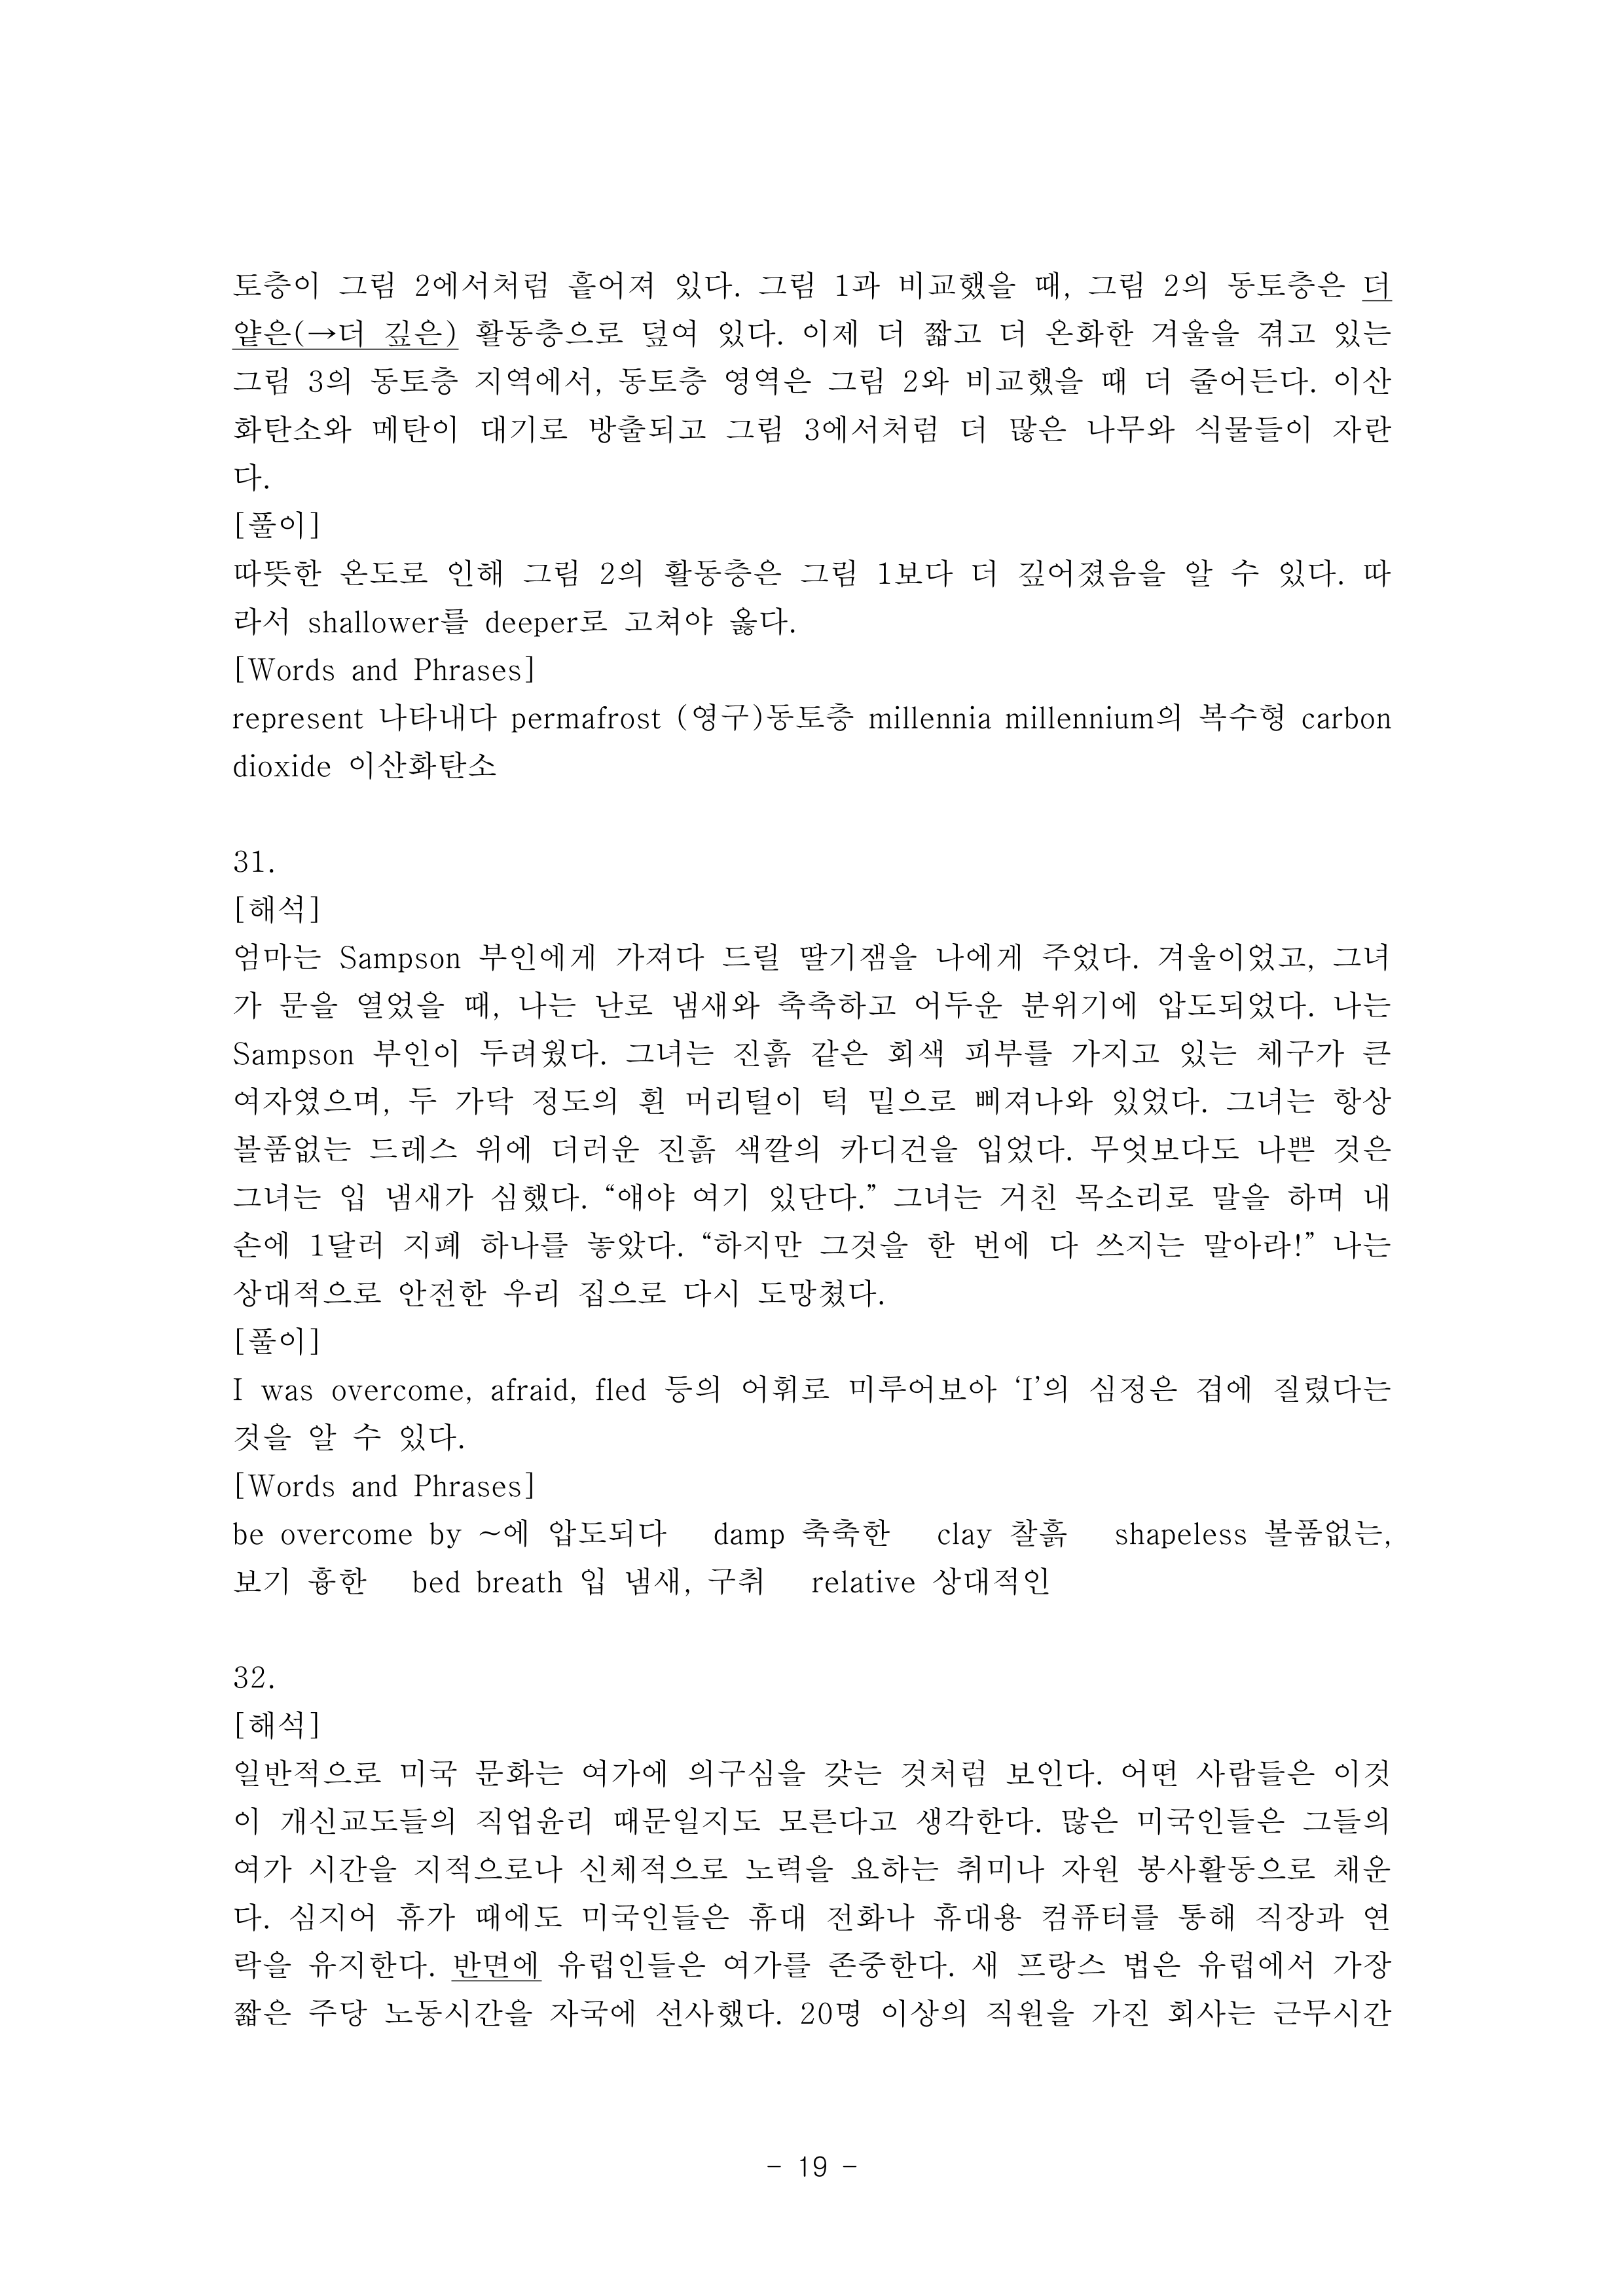 토층이 그림 2에서처럼 흩어져 있다. 그림 1과 비교했을 때, 그림 2의 동토층은 더
얕은(→더 깊은) 활동층으로 덮여 있다. 이제 더 짧고 더 온화한 겨울을 겪고 있는
그림 3의 동토층 지역에서, 동토층 영역은 그림 2와 비교했을 때 더 줄어든다. 이산
화탄소와 메탄이 대기로 방출되고 그림 3에서처럼 더 많은 나무와 식물들이 자란
다.
[풀이]
따뜻한 온도로 인해 그림 2의 활동층은 그림 1보다 더 깊어졌음을 알 수 있다. 따
라서 shallower를 deeper로 고쳐야 옳다.
[Words and Phrases]
represent 나타내다 permafrost (영구)동토층 millennia millennium의 복수형 carbon
dioxide 이산화탄소
31.
[해석]
엄마는 Sampson 부인에게 가져다 드릴 딸기잼을 나에게 주었다. 겨울이었고, 그녀
가 문을 열었을 때, 나는 난로 냄새와 축축하고 어두운 분위기에 압도되었다. 나는
Sampson 부인이 두려웠다. 그녀는 진흙 같은 회색 피부를 가지고 있는 체구가 큰
여자였으며, 두 가닥 정도의 흰 머리털이 턱 밑으로 삐져나와 있었다. 그녀는 항상
볼품없는 드레스 위에 더러운 진흙 색깔의 카디건을 입었다. 무엇보다도 나쁜 것은
그녀는 입 냄새가 심했다. “얘야 여기 있단다.” 그녀는 거친 목소리로 말을 하며 내
손에 1달러 지폐 하나를 놓았다. “하지만 그것을 한 번에 다 쓰지는 말아라!” 나는
상대적으로 안전한 우리 집으로 다시 도망쳤다.
[풀이]
I was overcome, afraid, fled 등의 어휘로 미루어보아 ‘I’의 심정은 겁에 질렸다는
것을 알 수 있다.
[Words and Phrases]
be overcome by ~에 압도되다 damp 축축한 clay 찰흙 shapeless 볼품없는,
보기 흉한 bed breath 입 냄새, 구취 relative 상대적인
32.
[해석]
일반적으로 미국 문화는 여가에 의구심을 갖는 것처럼 보인다. 어떤 사람들은 이것
이 개신교도들의 직업윤리 때문일지도 모른다고 생각한다. 많은 미국인들은 그들의
여가 시간을 지적으로나 신체적으로 노력을 요하는 취미나 자원 봉사활동으로 채운
다. 심지어 휴가 때에도 미국인들은 휴대 전화나 휴대용 컴퓨터를 통해 직장과 연
락을 유지한다. 반면에 유럽인들은 여가를 존중한다. 새 프랑스 법은 유럽에서 가장
짧은 주당 노동시간을 자국에 선사했다. 20명 이상의 직원을 가진 회사는 근무시간
- 19 -